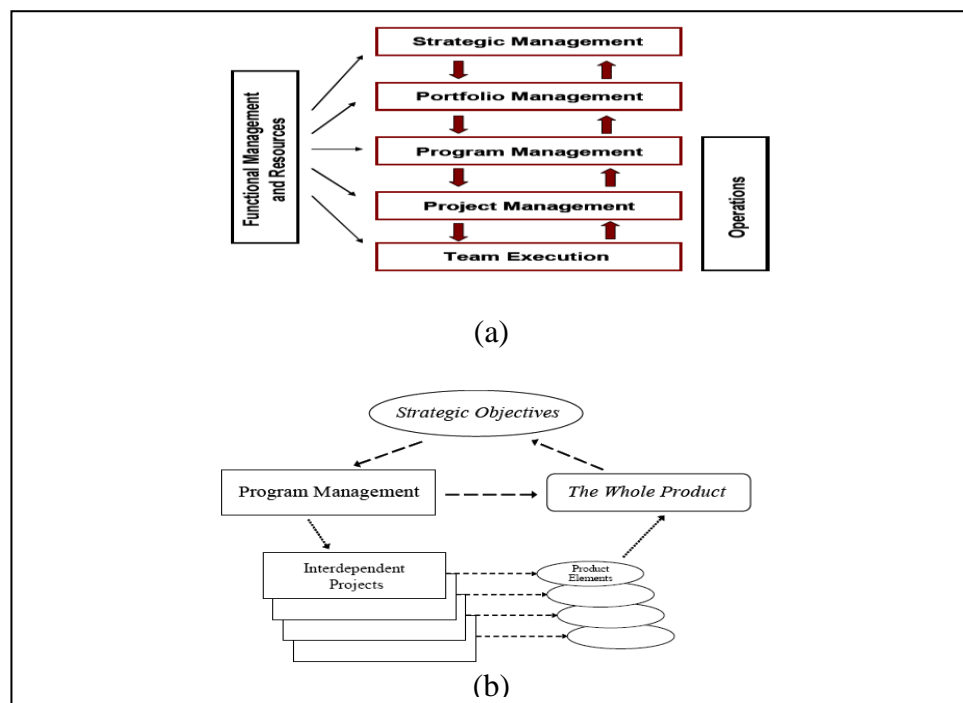 Strategic Management
Portfolio Management
Program Management
Project Management
Team Execution
Functional Management
and Resources
Operations
(a)
Strategic Objectives
Program Management
The Whole Product
Interdependent
Projects
Product
Elements
(b)